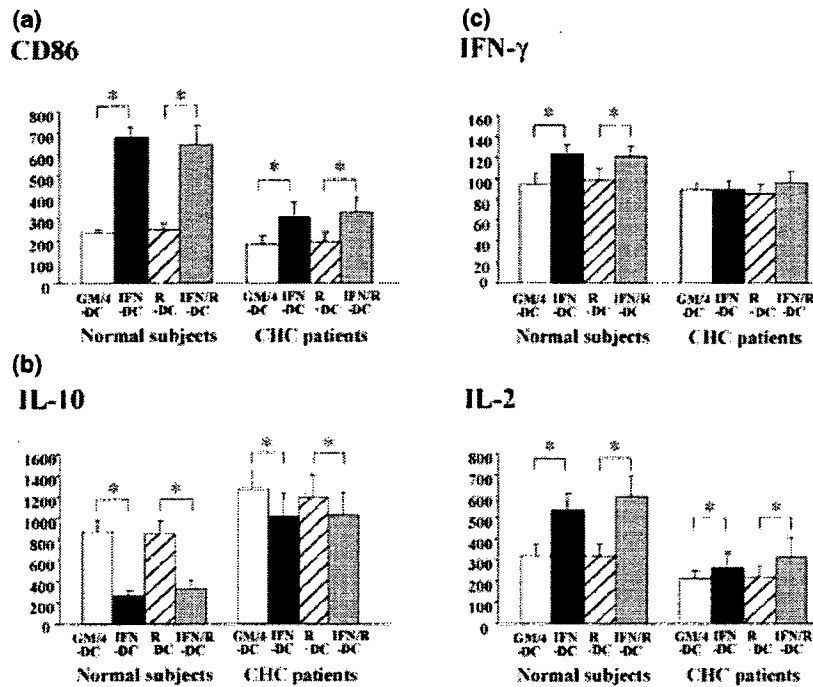 (a)
CD86
*
*
*
*
800
700
600
500
400
300
200
100
0
GM/4 IFN R IFN/R GM/4 IFN R IFN/R
-DC -DC -DC -DC -DC -DC -DC -DC
Normal subjects CHC patients
(b)
IL-10
*
*
*
*
1600
1400
1200
1000
800
600
400
200
0
GM/4 IFN R IFN/R GM/4 IFN R IFN/R
-DC -DC DC -DC -DC -DC -DC -DC
Normal subjects CHC patients
(c)
IFN-γ
*
*
160
140
120
100
80
60
40
20
0
GM/4 IFN R IFN/R GM/4 IFN R IFN/R
-DC -DC -DC -DC -DC -DC -DC -DC
Normal subjects CHC patients
IL-2
*
*
*
*
800
700
600
500
400
300
200
100
0
GM/4 IFN R IFN/R GM/4 IFN R IFN/R
-DC -DC -DC -DC -DC -DC -DC -DC
Normal subjects CHC patients